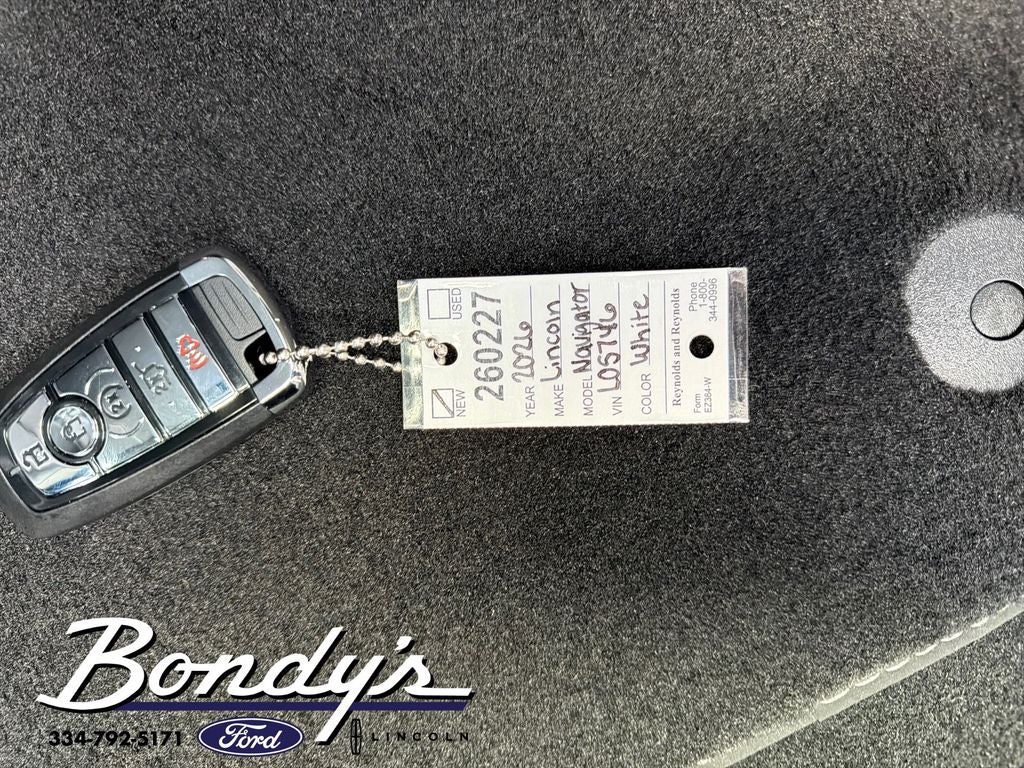 NEW
USED
260227
YEAR 2026
MAKE Lincoln
MODEL Navigator
VIN L05746
COLOR White
Reynolds and Reynolds
Form
EZ364-W
Phone
1-800-
344-0996
Bondy's
334-792-5171
Ford
LINCOLN